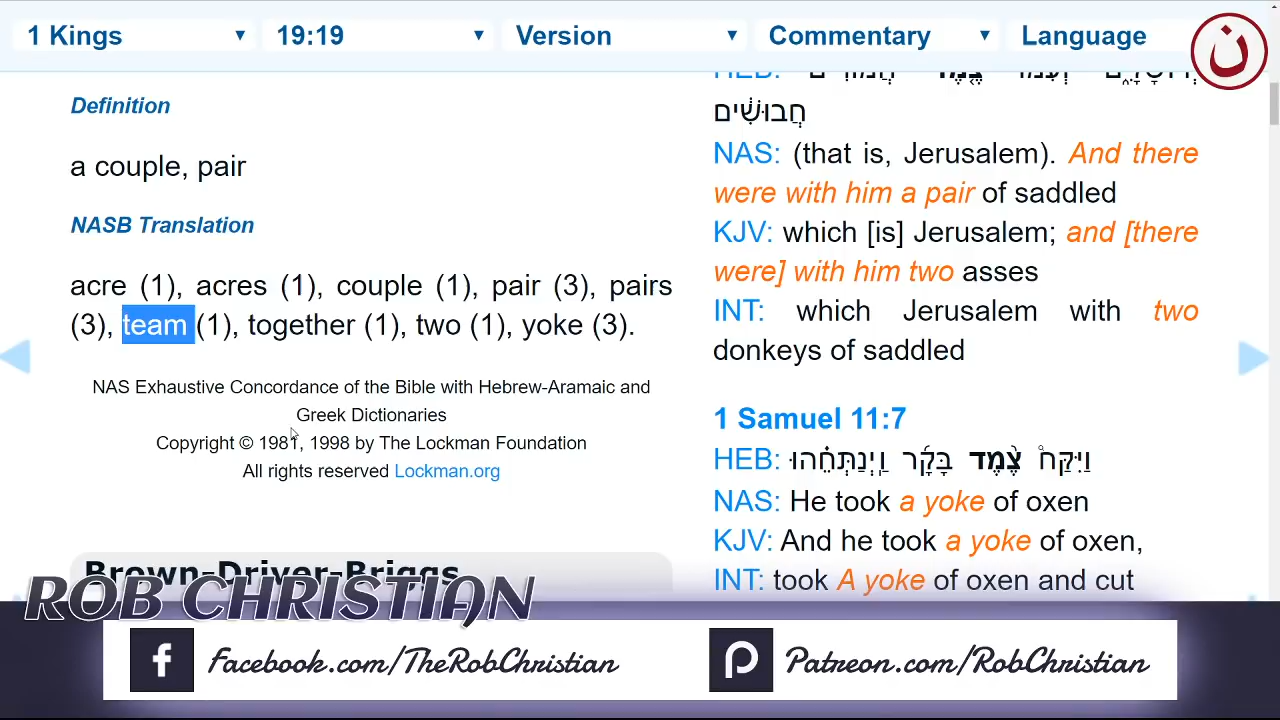 1 Kings ▼ 19:19 ▼ Version ▼ Commentary ▼ Language
ن
Definition
a couple, pair
NASB Translation
acre (1), acres (1), couple (1), pair (3), pairs
(3), team (1), together (1), two (1), yoke (3).
NAS Exhaustive Concordance of the Bible with Hebrew-Aramaic and
Greek Dictionaries
Copyright © 1981, 1998 by The Lockman Foundation
All rights reserved Lockman.org
Brown-Driver-Briggs
HEB:
חֲבוּשִׁ֔ים
NAS: (that is, Jerusalem). And there
were with him a pair of saddled
KJV: which [is] Jerusalem; and [there
were] with him two asses
INT: which Jerusalem with two
donkeys of saddled
1 Samuel 11:7
HEB: וַיִּקַּח֩ צֶ֨מֶד בָּקָ֜ר וַֽיְנַתְּחֵ֗הוּ
NAS: He took a yoke of oxen
KJV: And he took a yoke of oxen,
INT: took A yoke of oxen and cut
ROB CHRISTIAN
f Facebook.com/TheRobChristian
Patreon.com/RobChristian